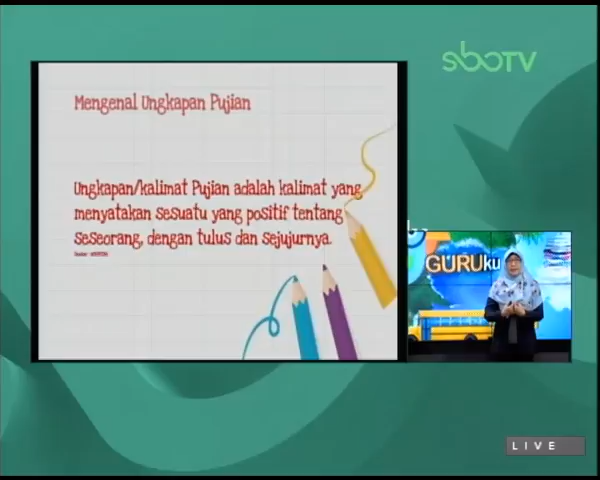 sboTV
Mengenal Ungkapan Pujian
Ungkapan/kalimat Pujian adalah kalimat yang
menyatakan sesuatu yang positif tentang
seseorang, dengan tulus dan sejujurnya.
GURUku
LIVE